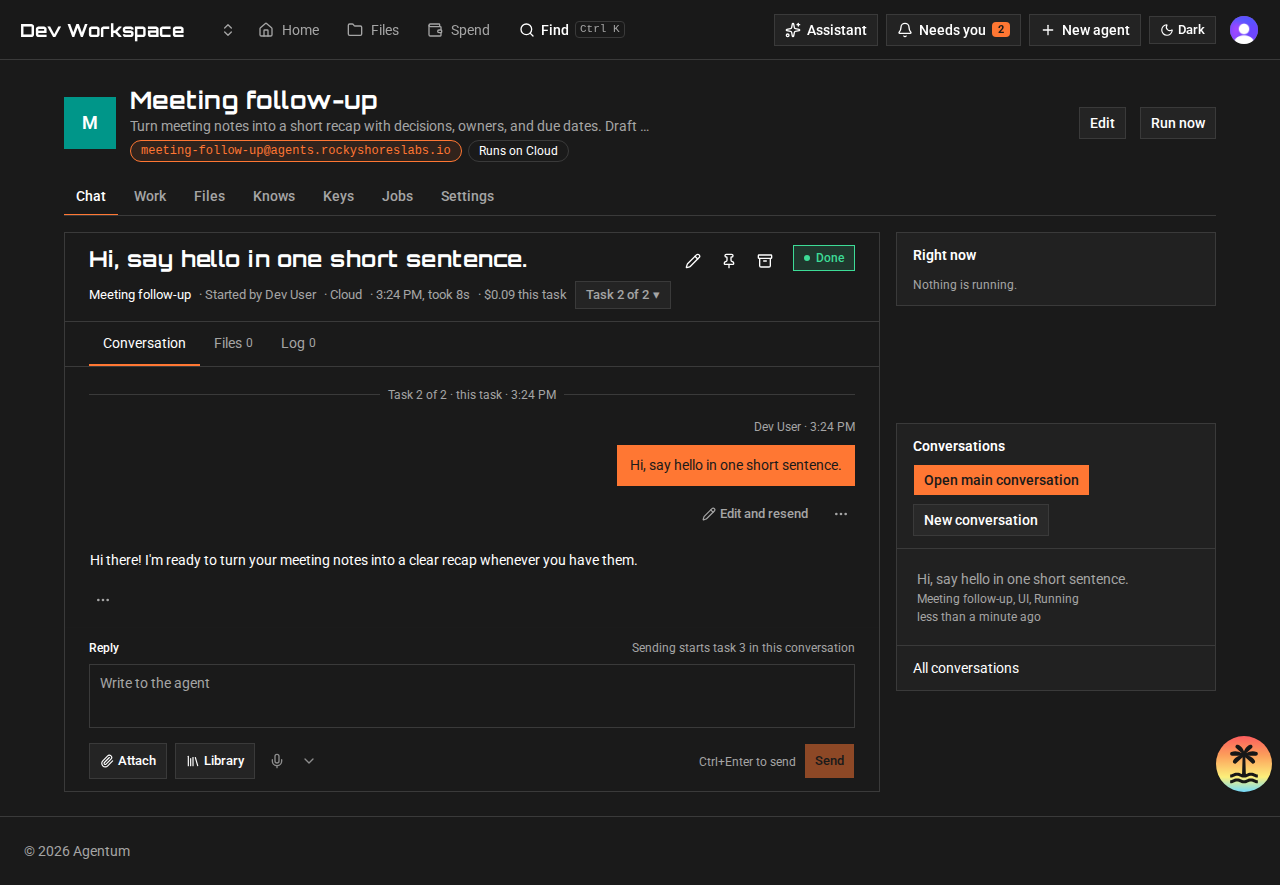 Dev Workspace
Home
Files
Spend
Find Ctrl K
Assistant
Needs you 2
New agent
Dark
M
Meeting follow-up
Turn meeting notes into a short recap with decisions, owners, and due dates. Draft ...
meeting-follow-up@agents.rockyshoreslabs.io
Runs on Cloud
Edit
Run now
Chat
Work
Files
Knows
Keys
Jobs
Settings
Hi, say hello in one short sentence.
Done
Meeting follow-up · Started by Dev User · Cloud · 3:24 PM, took 8s · $0.09 this task
Task 2 of 2 ▾
Conversation
Files 0
Log 0
Task 2 of 2 · this task · 3:24 PM
Dev User · 3:24 PM
Hi, say hello in one short sentence.
Edit and resend
Hi there! I'm ready to turn your meeting notes into a clear recap whenever you have them.
Reply
Sending starts task 3 in this conversation
Write to the agent
Attach
Library
Ctrl+Enter to send
Send
Right now
Nothing is running.
Conversations
Open main conversation
New conversation
Hi, say hello in one short sentence.
Meeting follow-up, UI, Running
less than a minute ago
All conversations
© 2026 Agentum